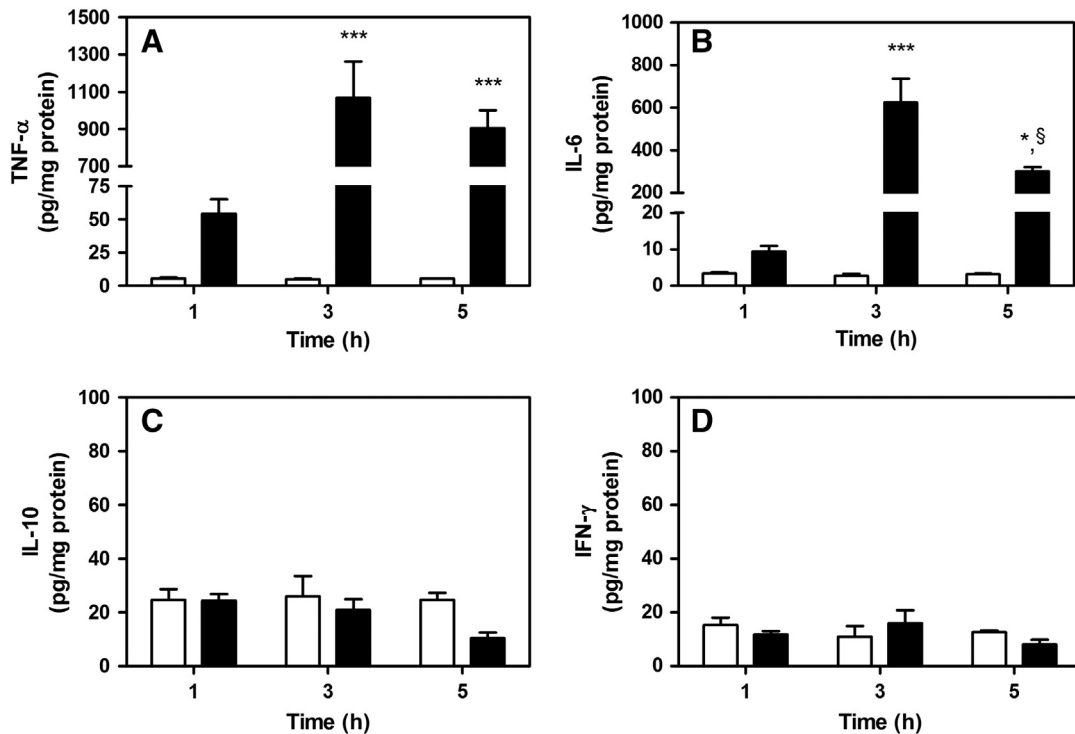 A
TNF-α
(pg/mg protein)
1500
1300
1100
900
700
75
50
25
0
***
***
1
3
5
Time (h)
B
IL-6
(pg/mg protein)
1000
800
600
400
200
20
10
0
***
*,§
1
3
5
Time (h)
C
IL-10
(pg/mg protein)
100
80
60
40
20
0
1
3
5
Time (h)
D
IFN-γ
(pg/mg protein)
100
80
60
40
20
0
1
3
5
Time (h)